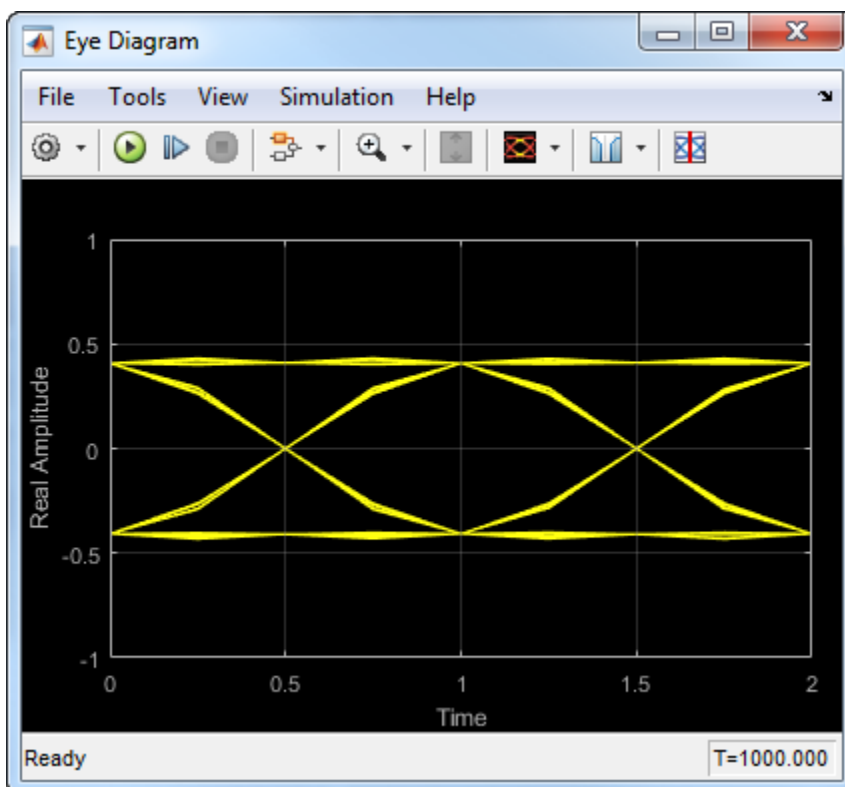 Eye Diagram
File Tools View Simulation Help
1
0.5
0
-0.5
-1
Real Amplitude
0 0.5 1 1.5 2
Time
Ready T=1000.000